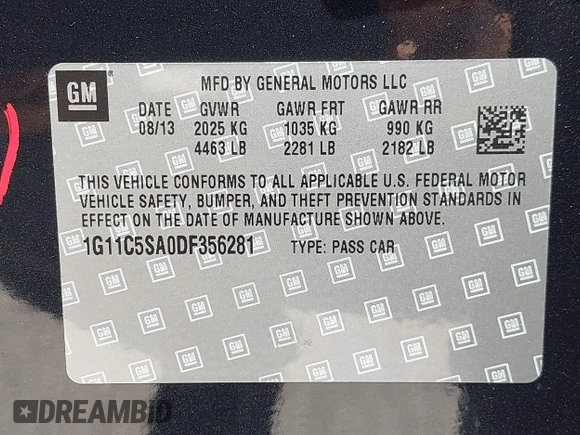 GM
MFD BY GENERAL MOTORS LLC
DATE GVWR GAWR FRT GAWR RR
08/13 2025 KG 1035 KG 990 KG
4463 LB 2281 LB 2182 LB
THIS VEHICLE CONFORMS TO ALL APPLICABLE U.S. FEDERAL MOTOR
VEHICLE SAFETY, BUMPER, AND THEFT PREVENTION STANDARDS IN
EFFECT ON THE DATE OF MANUFACTURE SHOWN ABOVE.
1G11C5SA0DF356281 TYPE: PASS CAR
DREAMBID